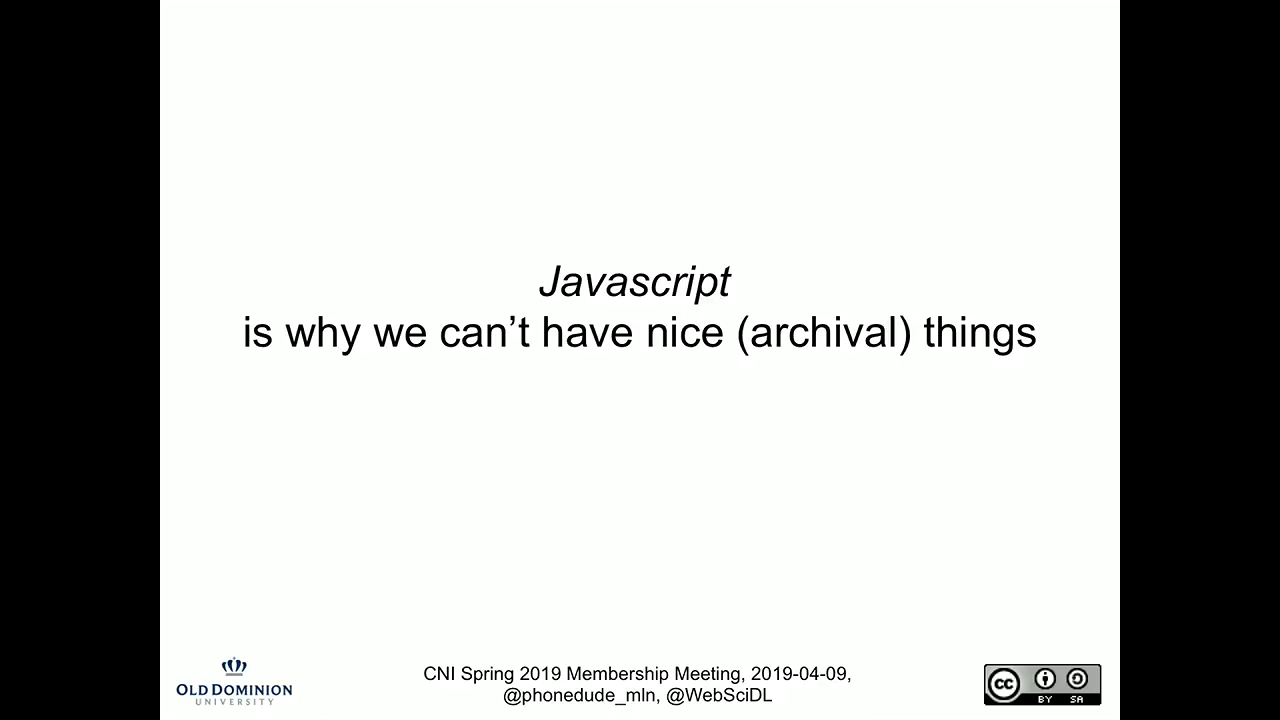 Javascript
is why we can’t have nice (archival) things
OLD DOMINION
UNIVERSITY
CNI Spring 2019 Membership Meeting, 2019-04-09,
@phonedude_mln, @WebSciDL
cc
BY SA